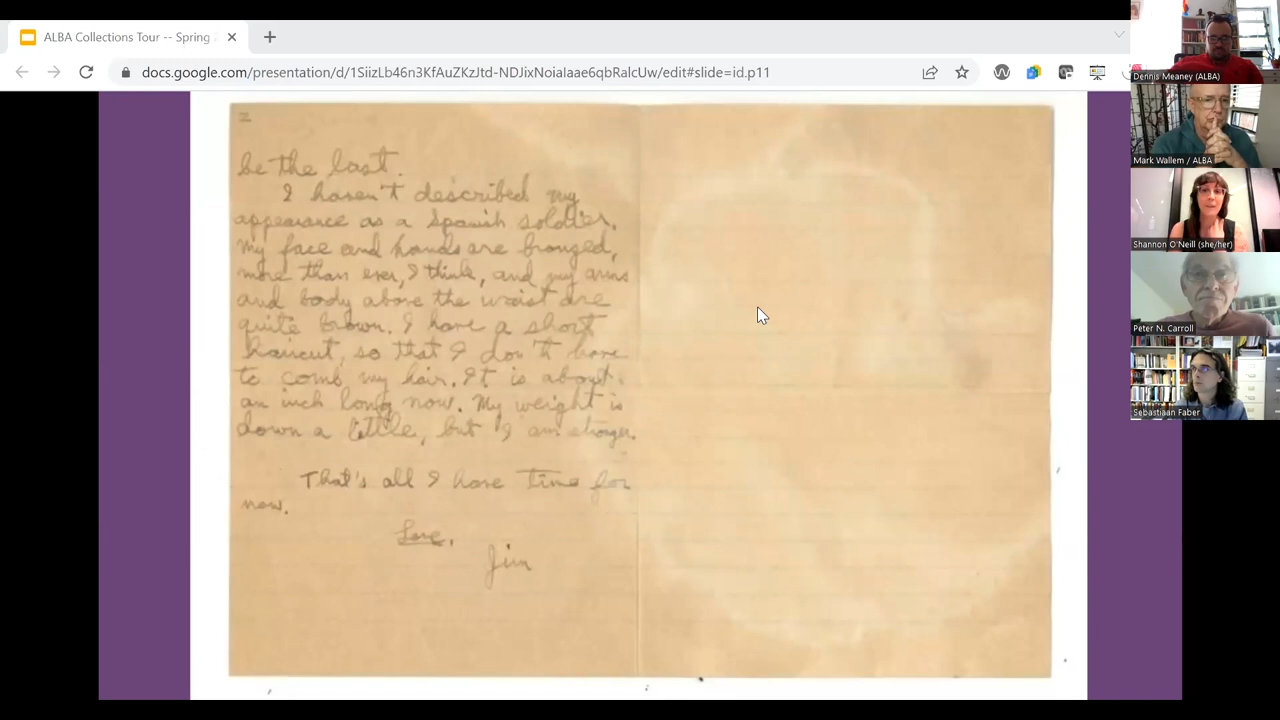 ALBA Collections Tour -- Spring
docs.google.com/presentation/d/1SiizLb46n3KfAuZKzJtd-NDJixNoiaIaae6qbRalcUw/edit#slide=id.p11
2
be the last.
I haven't described my
appearance as a Spanish soldier.
My face and hands are bronzed,
more than ever, I think, and my arms
and body above the waist are
quite brown. I have a short
haircut, so that I don't have
to comb my hair. It is about
an inch long now. My weight is
down a little, but I am stronger.
That's all I have time for
now.
Love,
Jim
Dennis Meaney (ALBA)
Mark Wallem / ALBA
Shannon O'Neill (she/her)
Peter N. Carroll
Sebastiaan Faber